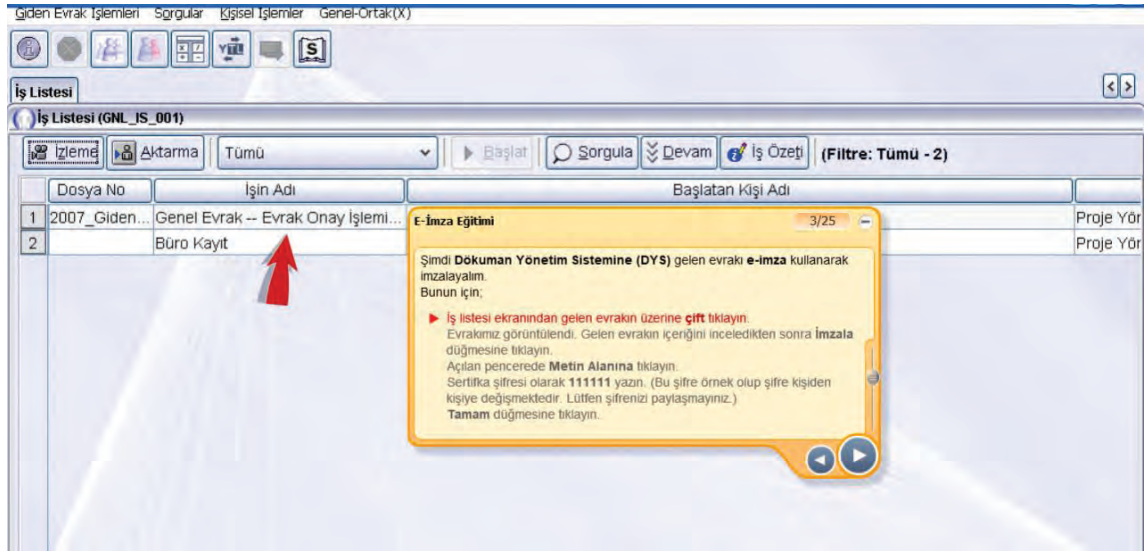 Giden Evrak İşlemleri Sorgular Kişisel İşlemler Genel-Ortak(X)
S
İş Listesi
İş Listesi (GNL_IS_001)
İzleme Aktarma Tümü Başlat Sorgula Devam İş Özeti (Filtre: Tümü - 2)
Dosya No İşin Adı Başlatan Kişi Adı
1 2007_Giden... Genel Evrak -- Evrak Onay İşlemi... Proje Yör
2 Büro Kayıt Proje Yör
E-İmza Eğitimi 3/25
Şimdi Dökuman Yönetim Sistemine (DYS) gelen evrakı e-imza kullanarak
imzalayalım.
Bunun için;
İş listesi ekranından gelen evrakın üzerine çift tıklayın.
Evrakımız görüntülendi. Gelen evrakın içeriğini inceledikten sonra İmzala
düğmesine tıklayın.
Açılan pencerede Metin Alanına tıklayın.
Sertifka şifresi olarak 111111 yazın. (Bu şifre örnek olup şifre kişiden
kişiye değişmektedir. Lütfen şifrenizi paylaşmayınız.)
Tamam düğmesine tıklayın.